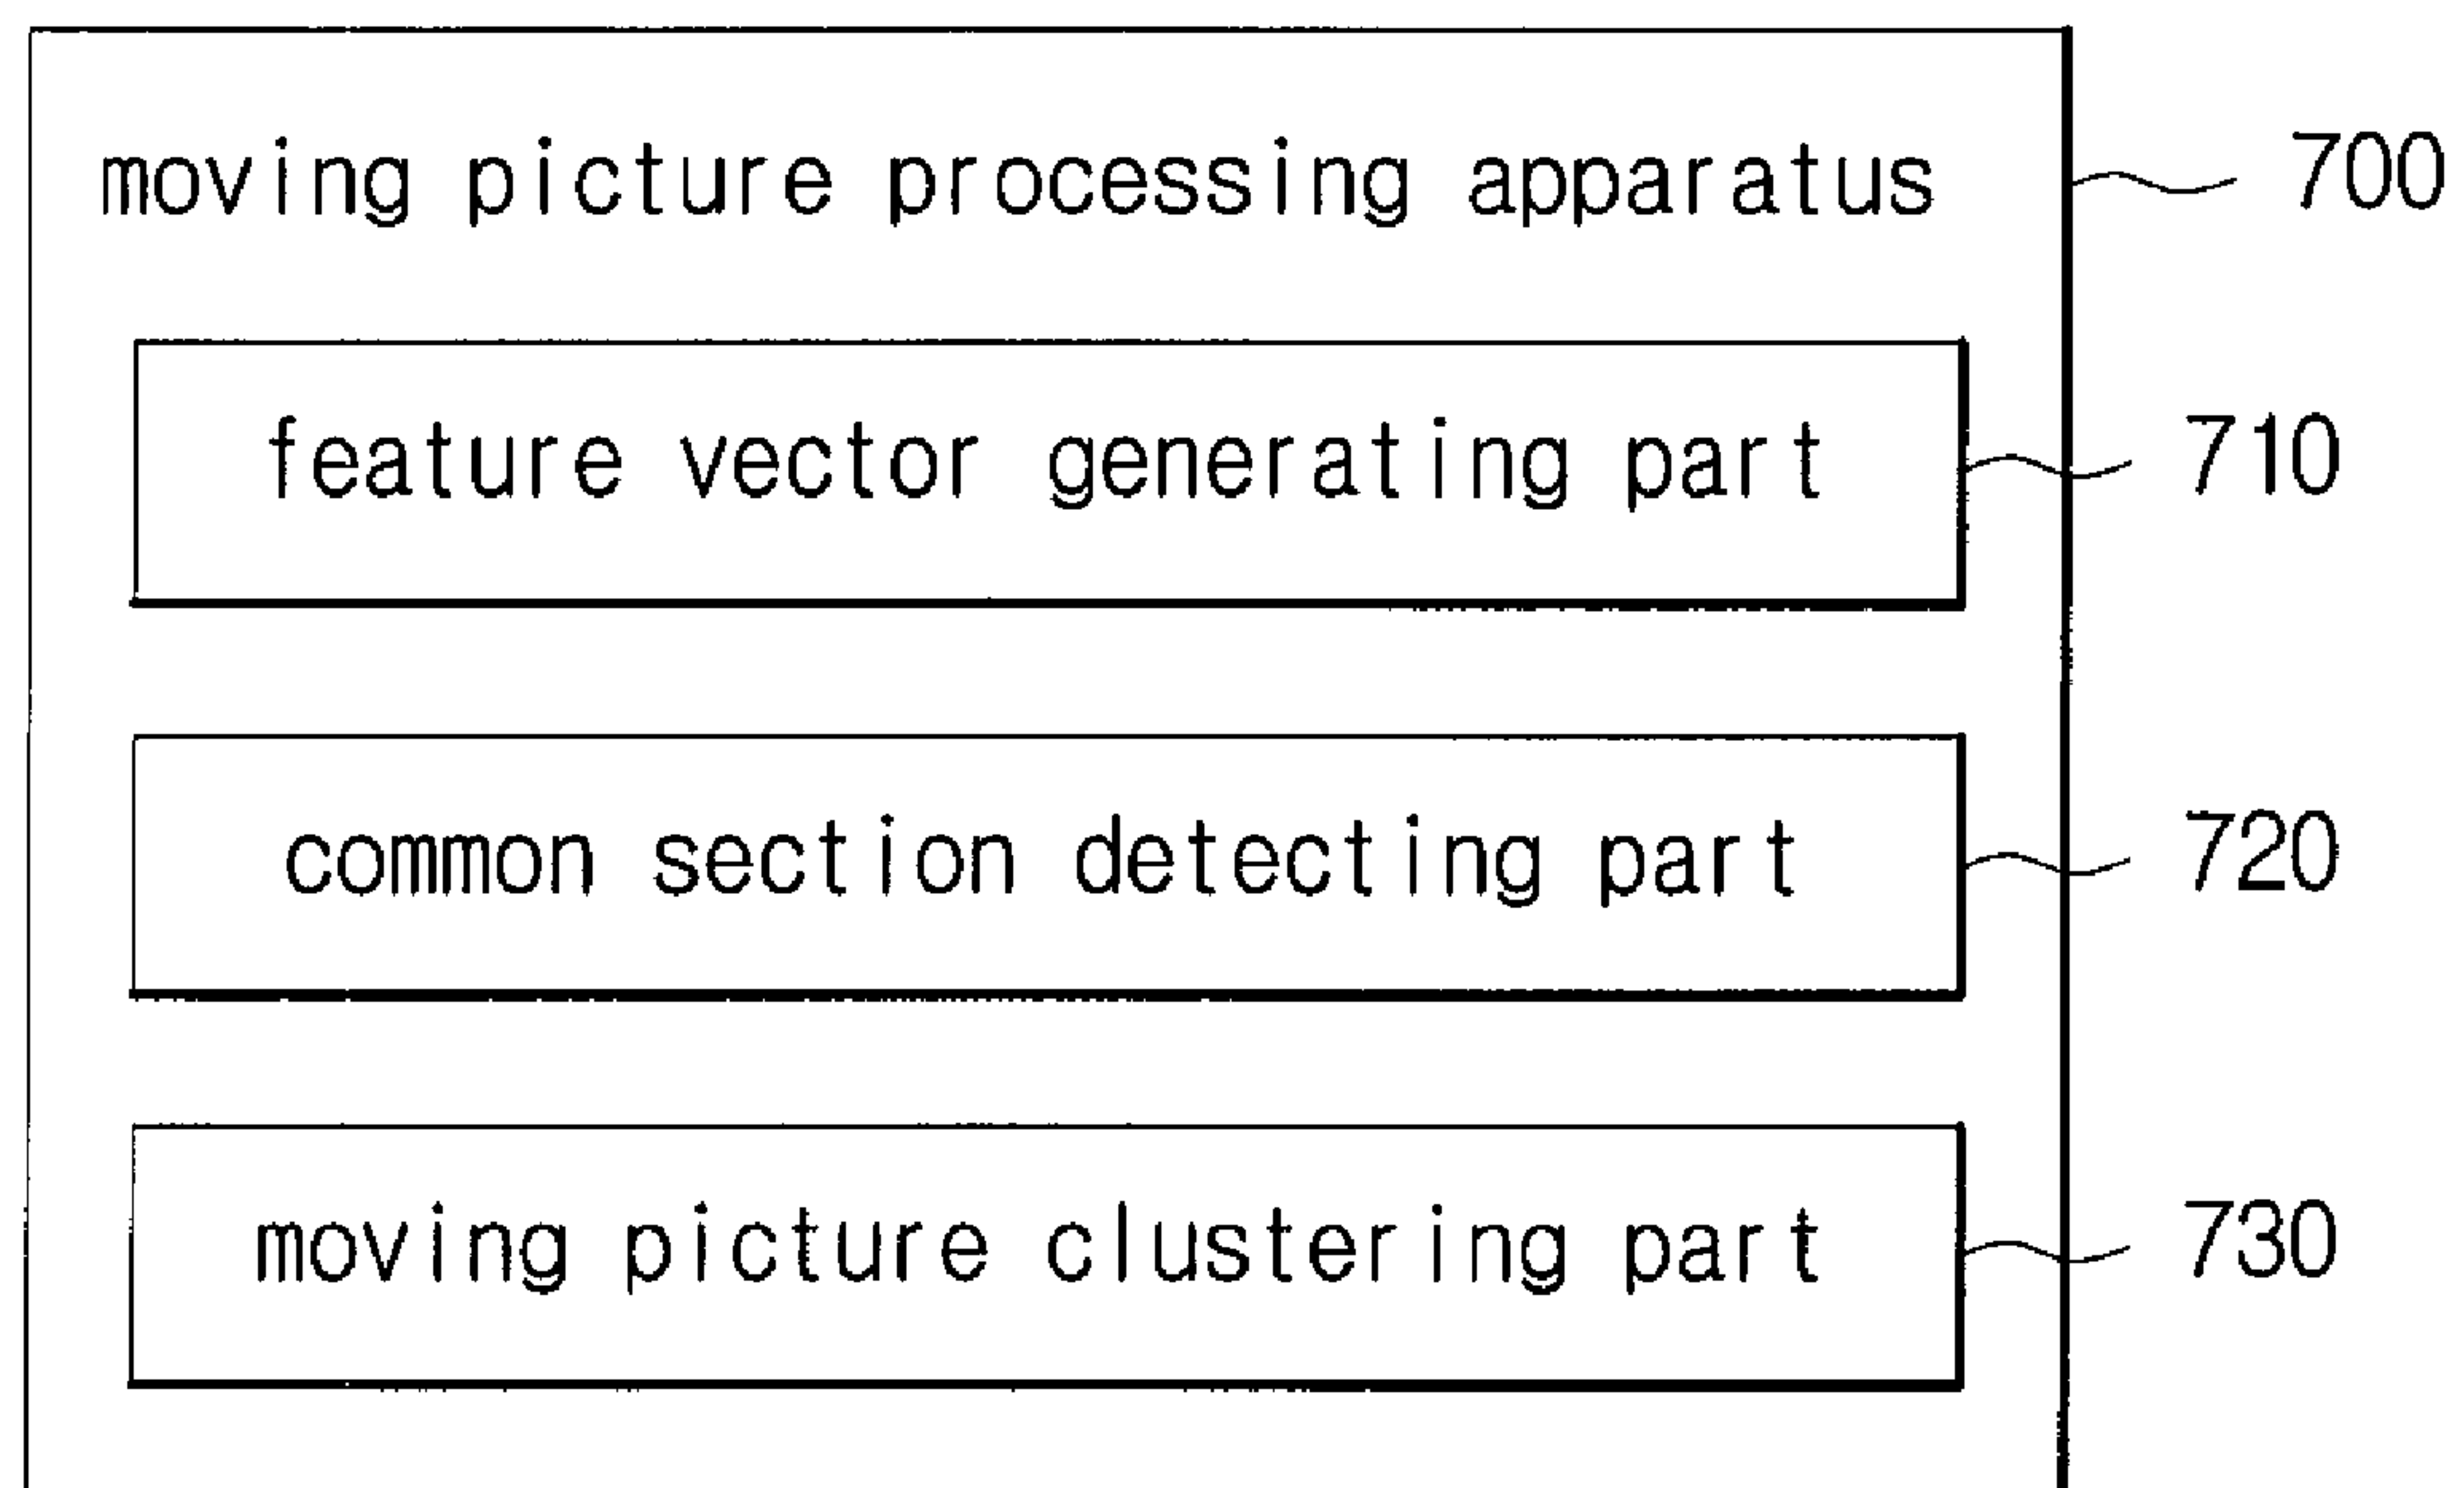 moving picture processing apparatus 700
feature vector generating part 710
common section detecting part 720
moving picture clustering part 730